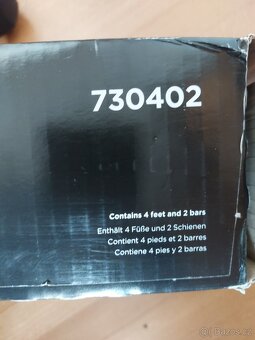 730402
Contains 4 feet and 2 bars
Enthält 4 Füße und 2 Schienen
Contient 4 pieds et 2 barres
Contiene 4 pies y 2 barras